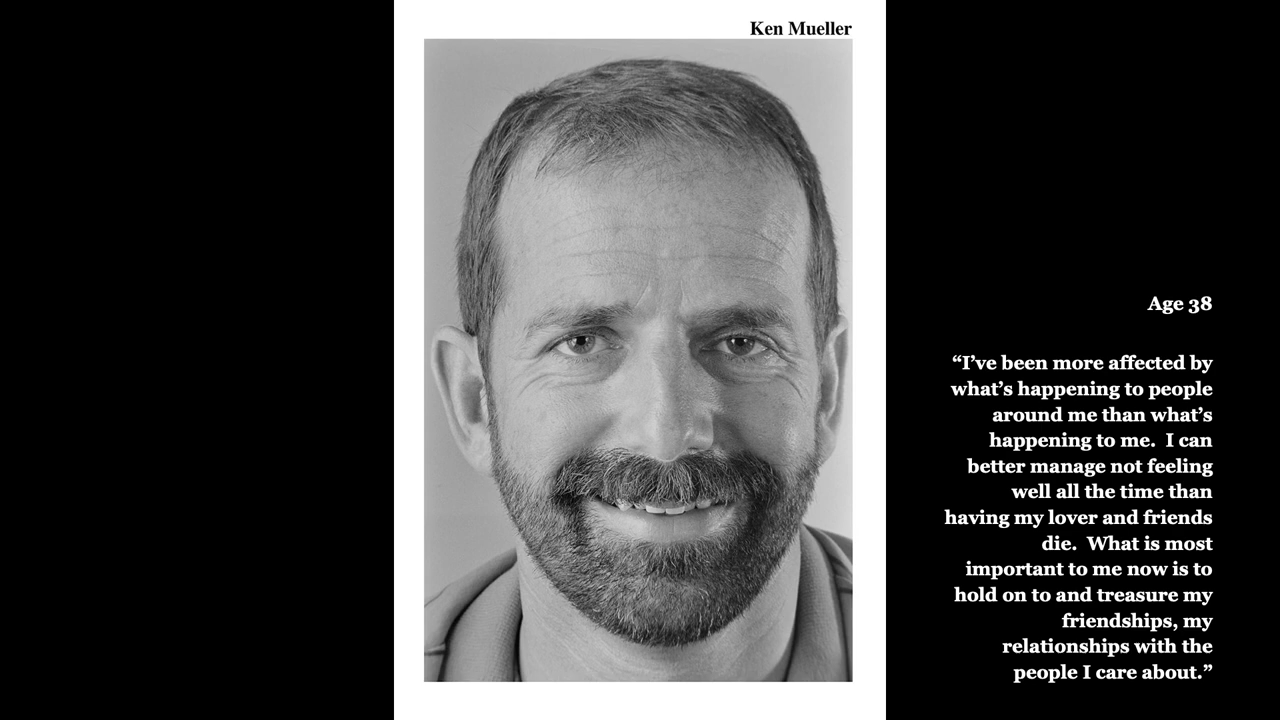 Ken Mueller
Age 38
“I’ve been more affected by
what’s happening to people
around me than what’s
happening to me.  I can
better manage not feeling
well all the time than
having my lover and friends
die.  What is most
important to me now is to
hold on to and treasure my
friendships, my
relationships with the
people I care about.”